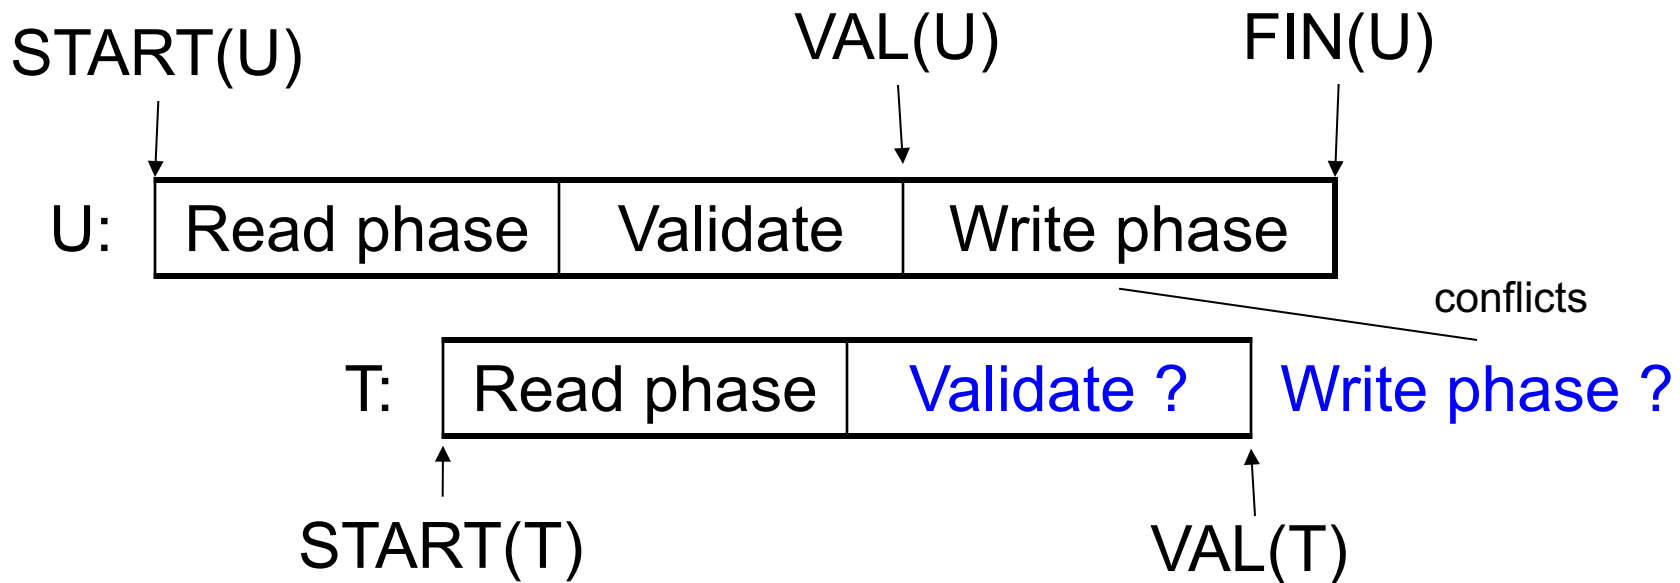 START(U) VAL(U) FIN(U)
U: Read phase Validate Write phase
conflicts
T: Read phase Validate ? Write phase ?
START(T) VAL(T)